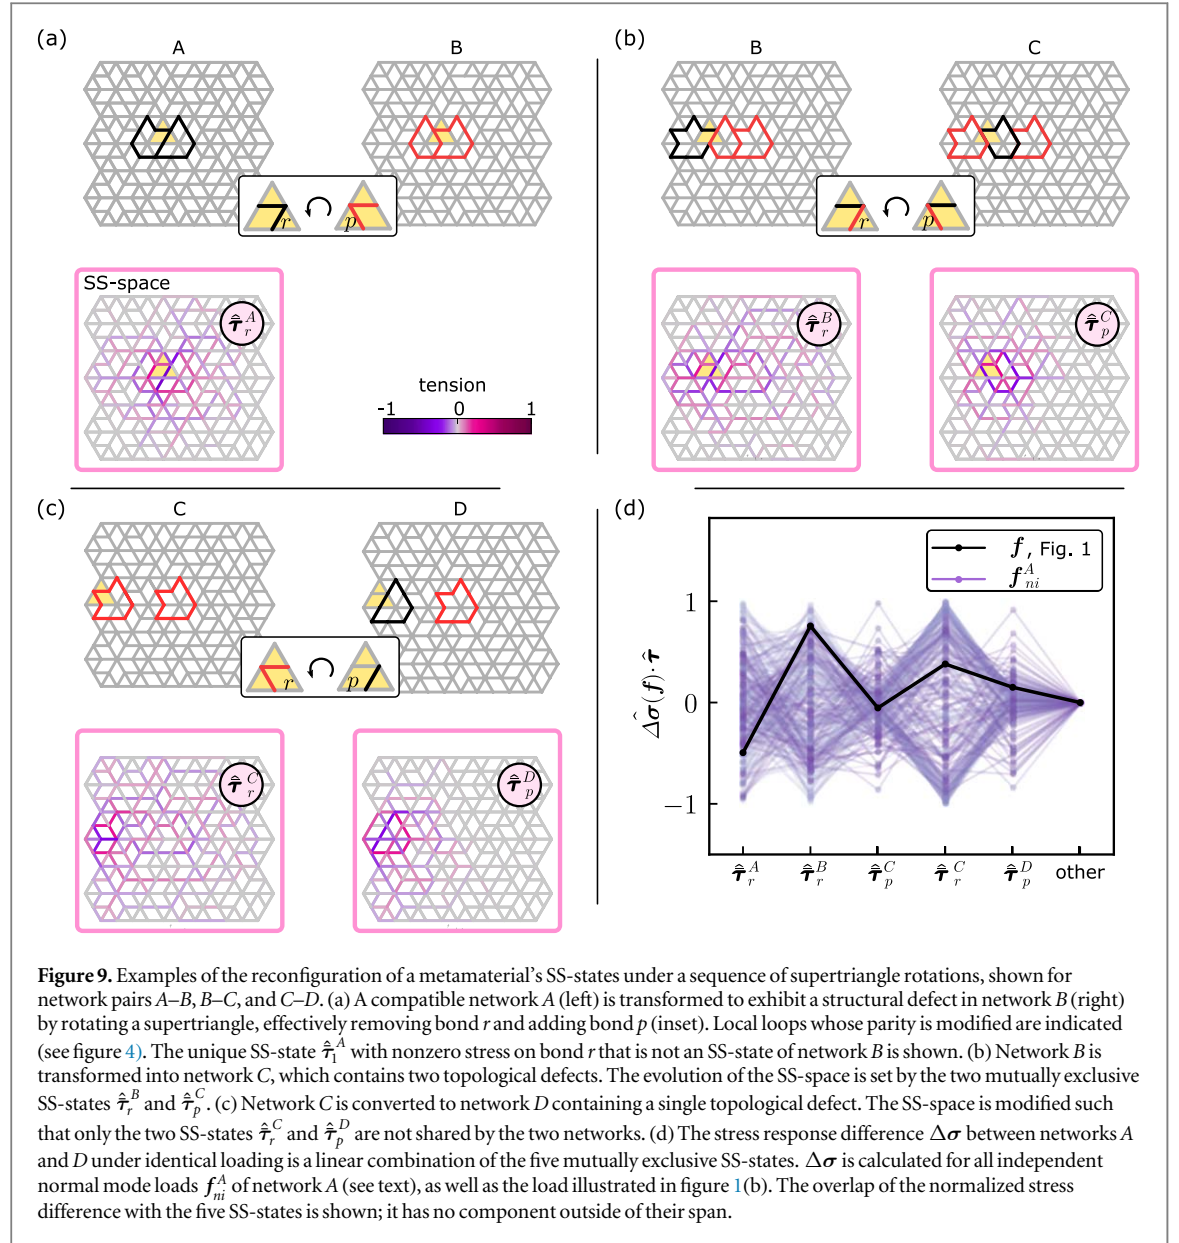 (a)
A
B
r
p
SS-space
τ̂_r^A
tension
-1 0 1
(b)
B
C
r
p
τ̂_r^B
τ̂_p^C
(c)
C
D
r
p
τ̂_r^C
τ̂_p^D
(d)
f, Fig. 1
f_ni^A
1
0
−1
Δ̂σ(f)·τ̂
τ̂_r^A τ̂_r^B τ̂_p^C τ̂_r^C τ̂_p^D other
Figure 9. Examples of the reconfiguration of a metamaterial's SS-states under a sequence of supertriangle rotations, shown for
network pairs A–B, B–C, and C–D. (a) A compatible network A (left) is transformed to exhibit a structural defect in network B (right)
by rotating a supertriangle, effectively removing bond r and adding bond p (inset). Local loops whose parity is modified are indicated
(see figure 4). The unique SS-state τ̂_1^A with nonzero stress on bond r that is not an SS-state of network B is shown. (b) Network B is
transformed into network C, which contains two topological defects. The evolution of the SS-space is set by the two mutually exclusive
SS-states τ̂_r^B and τ̂_p^C. (c) Network C is converted to network D containing a single topological defect. The SS-space is modified such
that only the two SS-states τ̂_r^C and τ̂_p^D are not shared by the two networks. (d) The stress response difference Δσ between networks A
and D under identical loading is a linear combination of the five mutually exclusive SS-states. Δσ is calculated for all independent
normal mode loads f_ni^A of network A (see text), as well as the load illustrated in figure 1(b). The overlap of the normalized stress
difference with the five SS-states is shown; it has no component outside of their span.